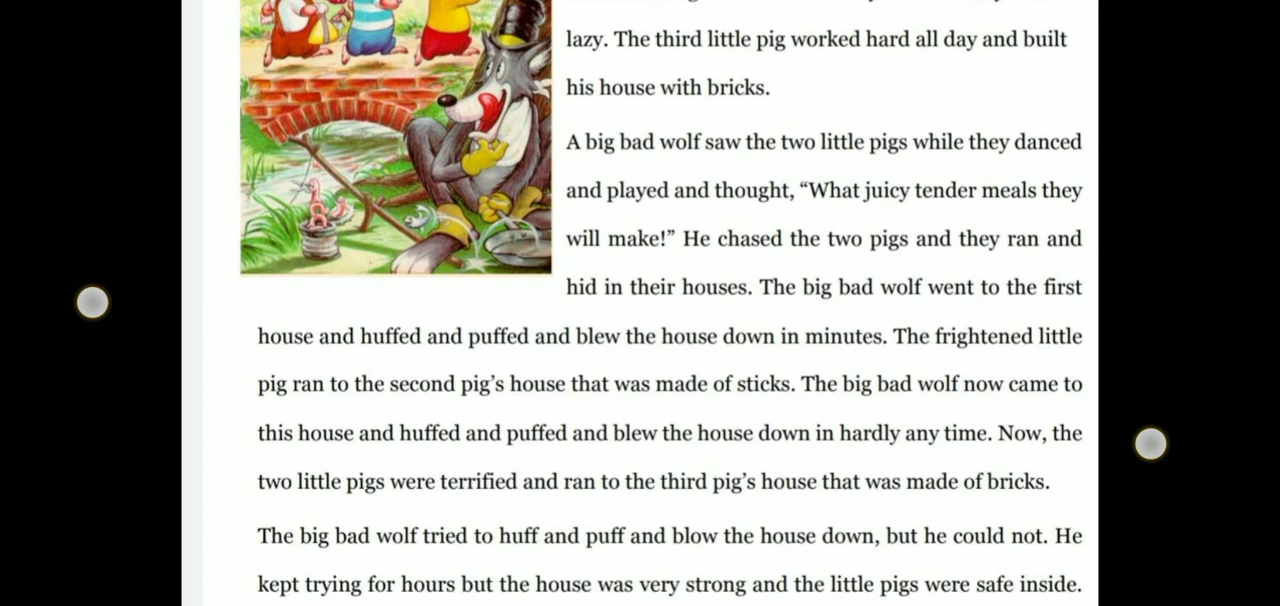 lazy. The third little pig worked hard all day and built
his house with bricks.
A big bad wolf saw the two little pigs while they danced
and played and thought, “What juicy tender meals they
will make!” He chased the two pigs and they ran and
hid in their houses. The big bad wolf went to the first
house and huffed and puffed and blew the house down in minutes. The frightened little
pig ran to the second pig’s house that was made of sticks. The big bad wolf now came to
this house and huffed and puffed and blew the house down in hardly any time. Now, the
two little pigs were terrified and ran to the third pig’s house that was made of bricks.
The big bad wolf tried to huff and puff and blow the house down, but he could not. He
kept trying for hours but the house was very strong and the little pigs were safe inside.